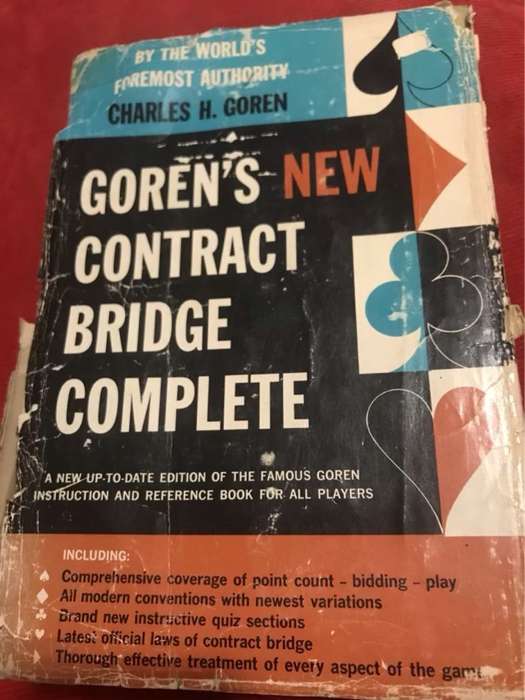 BY THE WORLD'S
FOREMOST AUTHORITY
CHARLES H. GOREN
GOREN'S NEW
CONTRACT
BRIDGE
COMPLETE
A NEW UP-TO-DATE EDITION OF THE FAMOUS GOREN
INSTRUCTION AND REFERENCE BOOK FOR ALL PLAYERS
INCLUDING:
♠ Comprehensive coverage of point count – bidding – play
♦ All modern conventions with newest variations
♣ Brand new instructive quiz sections
♥ Latest official laws of contract bridge
♠ Thorough effective treatment of every aspect of the game